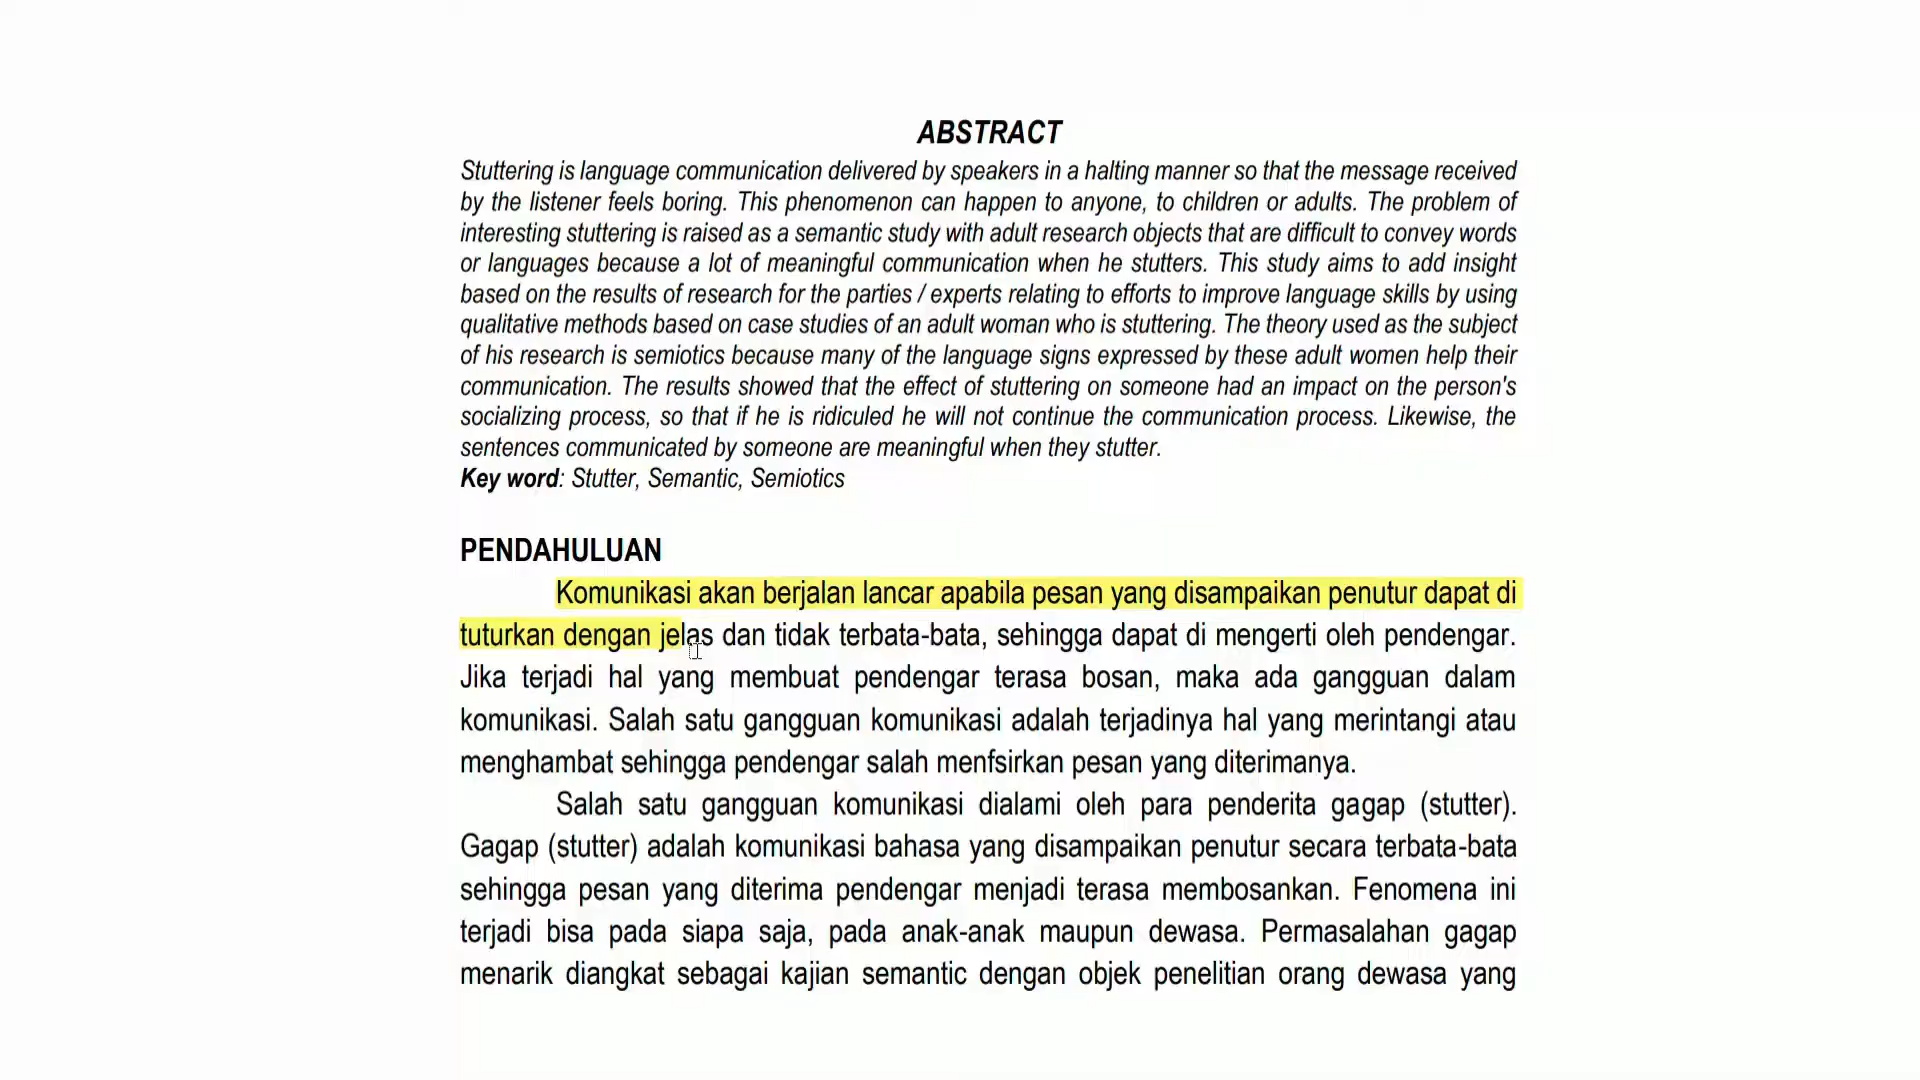 ABSTRACT
Stuttering is language communication delivered by speakers in a halting manner so that the message received
by the listener feels boring. This phenomenon can happen to anyone, to children or adults. The problem of
interesting stuttering is raised as a semantic study with adult research objects that are difficult to convey words
or languages because a lot of meaningful communication when he stutters. This study aims to add insight
based on the results of research for the parties / experts relating to efforts to improve language skills by using
qualitative methods based on case studies of an adult woman who is stuttering. The theory used as the subject
of his research is semiotics because many of the language signs expressed by these adult women help their
communication. The results showed that the effect of stuttering on someone had an impact on the person's
socializing process, so that if he is ridiculed he will not continue the communication process. Likewise, the
sentences communicated by someone are meaningful when they stutter.
Key word: Stutter, Semantic, Semiotics
PENDAHULUAN
Komunikasi akan berjalan lancar apabila pesan yang disampaikan penutur dapat di
tuturkan dengan jelas dan tidak terbata-bata, sehingga dapat di mengerti oleh pendengar.
Jika terjadi hal yang membuat pendengar terasa bosan, maka ada gangguan dalam
komunikasi. Salah satu gangguan komunikasi adalah terjadinya hal yang merintangi atau
menghambat sehingga pendengar salah menfsirkan pesan yang diterimanya.
Salah satu gangguan komunikasi dialami oleh para penderita gagap (stutter).
Gagap (stutter) adalah komunikasi bahasa yang disampaikan penutur secara terbata-bata
sehingga pesan yang diterima pendengar menjadi terasa membosankan. Fenomena ini
terjadi bisa pada siapa saja, pada anak-anak maupun dewasa. Permasalahan gagap
menarik diangkat sebagai kajian semantic dengan objek penelitian orang dewasa yang